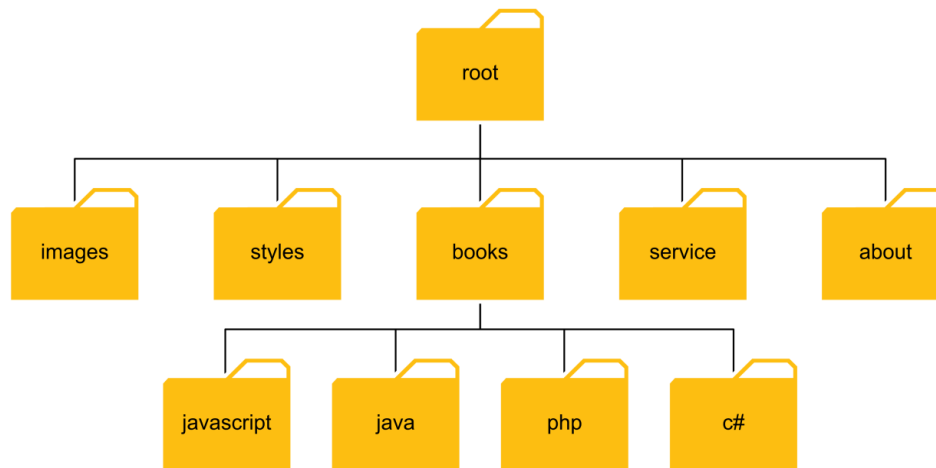 root
images
styles
books
service
about
javascript
java
php
c#